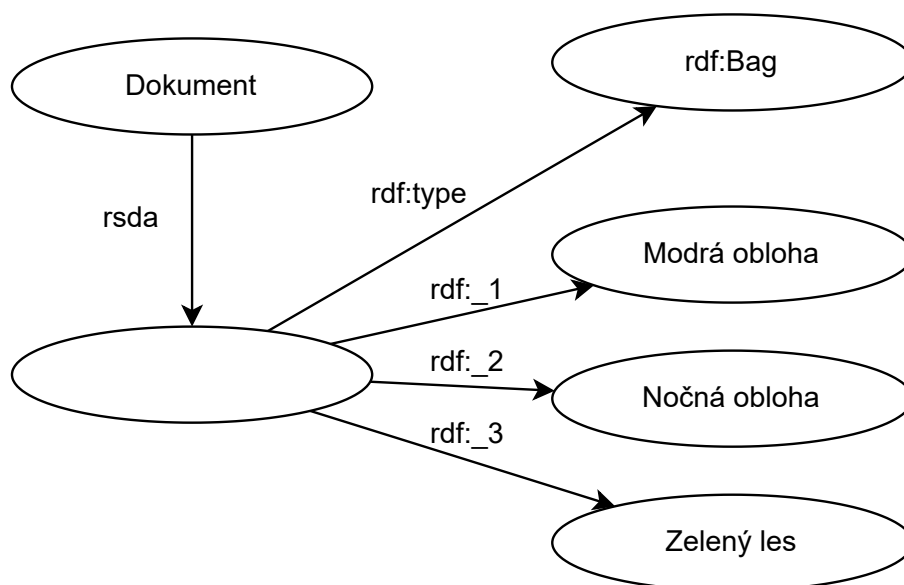 Dokument
rdf:Bag
rdf:type
rsda
Modrá obloha
rdf:_1
rdf:_2
Nočná obloha
rdf:_3
Zelený les